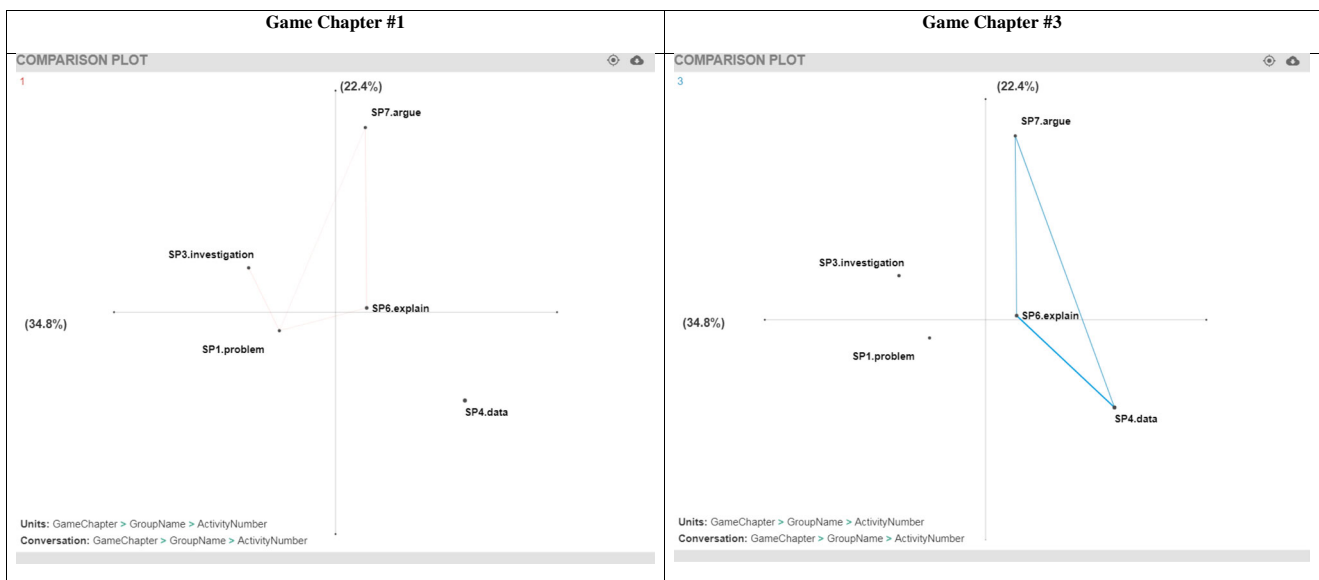 Game Chapter #1
COMPARISON PLOT
1
(22.4%)
SP7.argue
SP3.investigation
SP6.explain
(34.8%)
SP1.problem
SP4.data
Units: GameChapter > GroupName > ActivityNumber
Conversation: GameChapter > GroupName > ActivityNumber
Game Chapter #3
COMPARISON PLOT
3
(22.4%)
SP7.argue
SP3.investigation
SP6.explain
(34.8%)
SP1.problem
SP4.data
Units: GameChapter > GroupName > ActivityNumber
Conversation: GameChapter > GroupName > ActivityNumber